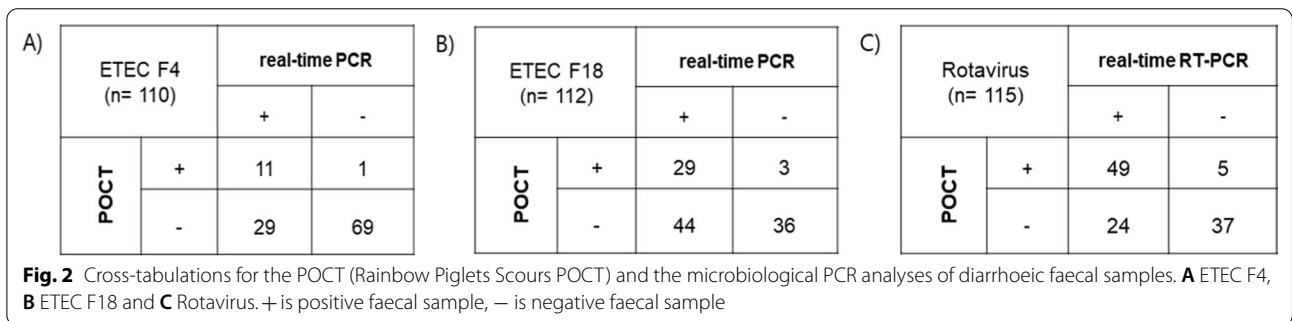 A)
ETEC F4
(n= 110)
real-time PCR
+ -
POCT
+ 11 1
- 29 69
B)
ETEC F18
(n= 112)
real-time PCR
+ -
POCT
+ 29 3
- 44 36
C)
Rotavirus
(n= 115)
real-time RT-PCR
+ -
POCT
+ 49 5
- 24 37
Fig. 2 Cross-tabulations for the POCT (Rainbow Piglets Scours POCT) and the microbiological PCR analyses of diarrhoeic faecal samples. A ETEC F4,
B ETEC F18 and C Rotavirus. + is positive faecal sample, − is negative faecal sample